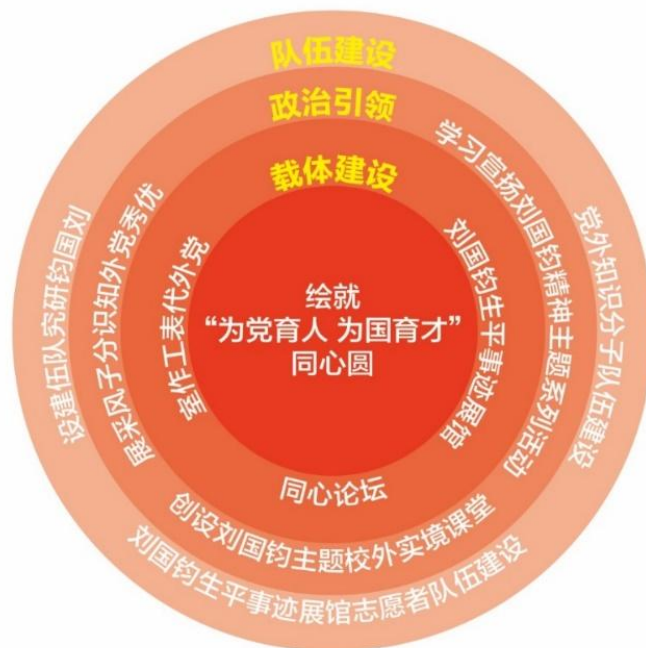 队伍建设
政治引领
载体建设
绘就
“为党育人 为国育才”
同心圆
刘国钧生平事迹展馆
同心论坛
党外代表工作室
学习宣扬刘国钧精神主题系列活动
创设刘国钧主题校外实境课堂
优秀党外知识分子风采展
党外知识分子队伍建设
刘国钧生平事迹展馆志愿者队伍建设
刘国钧研究队伍建设